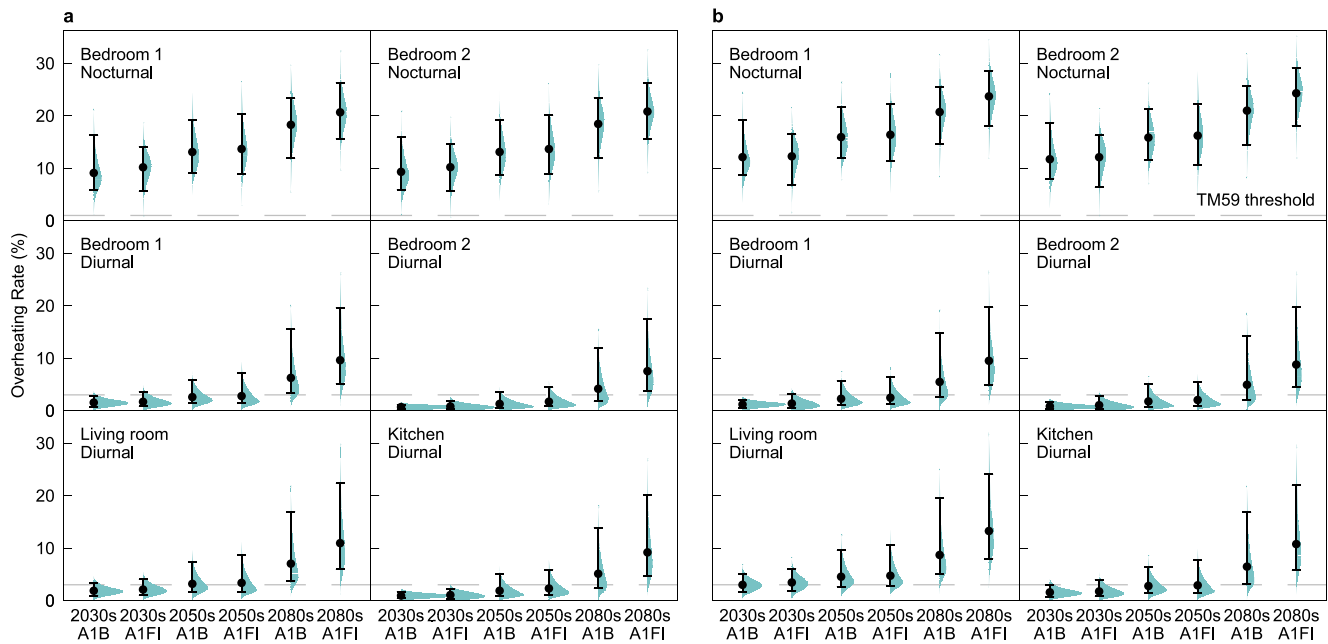 a
b
Overheating Rate (%)
Bedroom 1
Nocturnal
Bedroom 2
Nocturnal
Bedroom 1
Nocturnal
Bedroom 2
Nocturnal
30
20
10
0
TM59 threshold
Bedroom 1
Diurnal
Bedroom 2
Diurnal
Bedroom 1
Diurnal
Bedroom 2
Diurnal
30
20
10
0
Living room
Diurnal
Kitchen
Diurnal
Living room
Diurnal
Kitchen
Diurnal
30
20
10
0
2030s 2030s 2050s 2050s 2080s 2080s 2030s 2030s 2050s 2050s 2080s 2080s
A1B A1FI A1B A1FI A1B A1FI A1B A1FI A1B A1FI A1B A1FI
2030s 2030s 2050s 2050s 2080s 2080s 2030s 2030s 2050s 2050s 2080s 2080s
A1B A1FI A1B A1FI A1B A1FI A1B A1FI A1B A1FI A1B A1FI